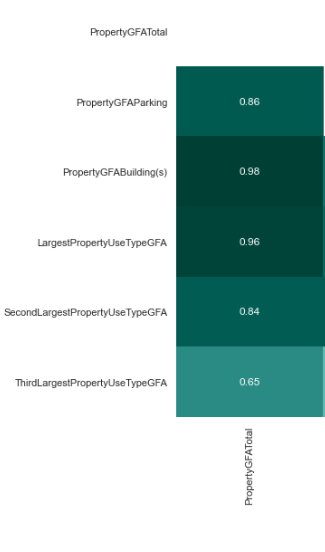 PropertyGFATotal
PropertyGFAParking 0.86
PropertyGFABuilding(s) 0.98
LargestPropertyUseTypeGFA 0.96
SecondLargestPropertyUseTypeGFA 0.84
ThirdLargestPropertyUseTypeGFA 0.65
PropertyGFATotal